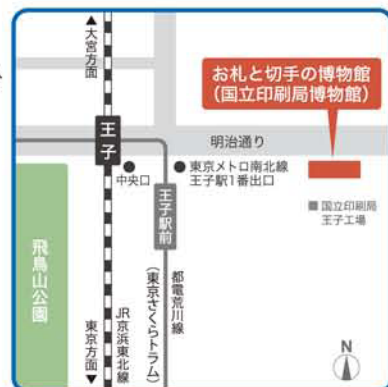 ▲大宮方面
お札と切手の博物館
（国立印刷局博物館）
王子
明治通り
中央口
東京メトロ南北線
王子駅1番出口
王子駅前
■国立印刷局
王子工場
飛鳥山公園
東京方面▼
JR京浜東北線
都電荒川線
（東京さくらトラム）
N